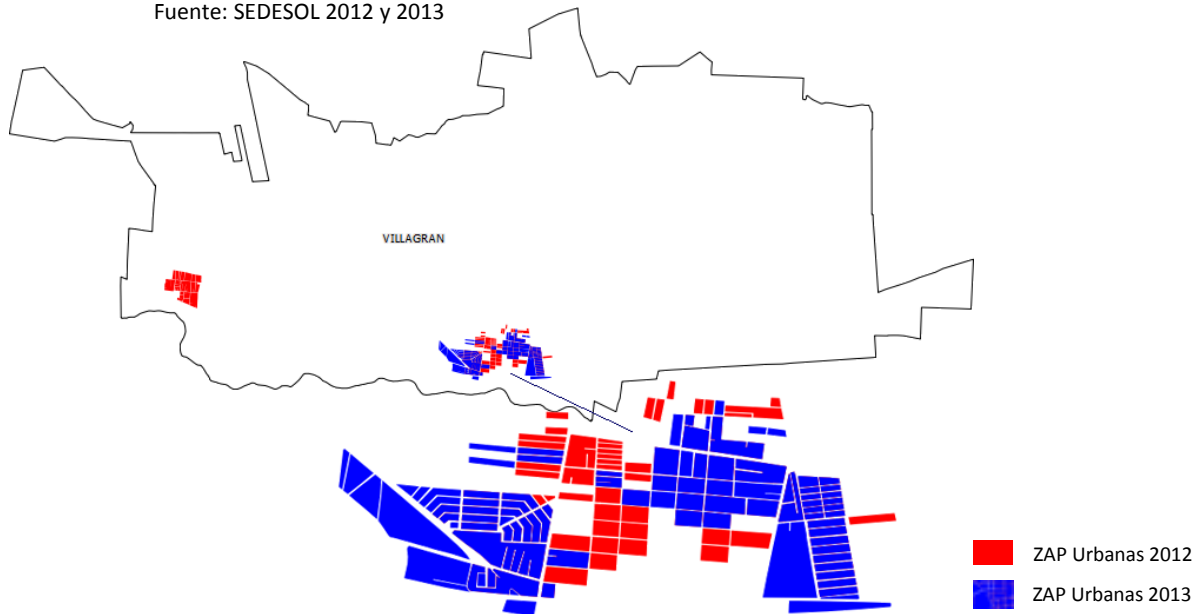 Fuente: SEDESOL 2012 y 2013
VILLAGRAN
ZAP Urbanas 2012
ZAP Urbanas 2013